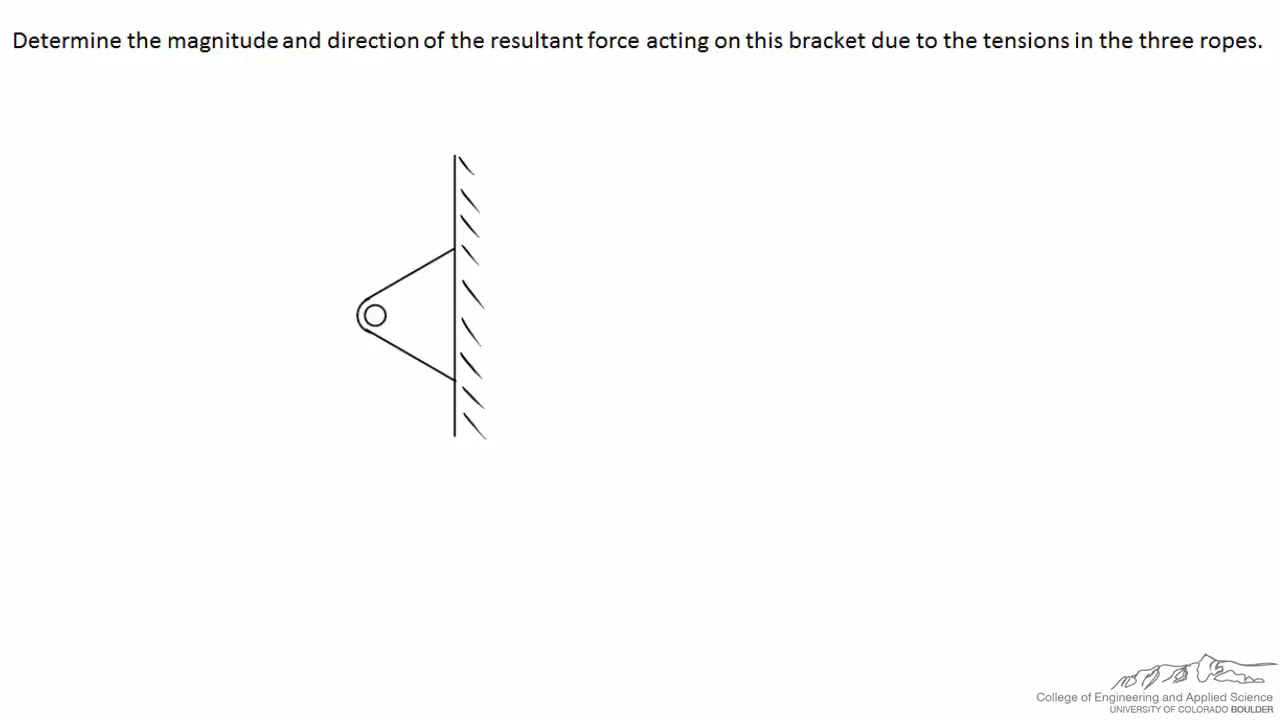 Determine the magnitude and direction of the resultant force acting on this bracket due to the tensions in the three ropes.
College of Engineering and Applied Science
UNIVERSITY OF COLORADO BOULDER